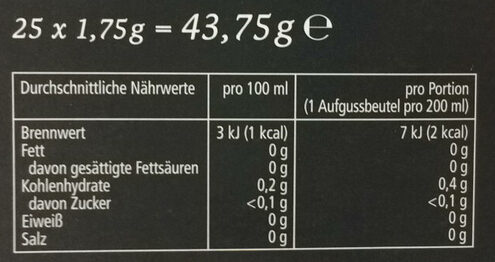 25 x 1,75g = 43,75g ℮
Durchschnittliche Nährwerte pro 100 ml pro Portion
(1 Aufgussbeutel pro 200 ml)
Brennwert 3 kJ (1 kcal) 7 kJ (2 kcal)
Fett 0 g 0 g
davon gesättigte Fettsäuren 0 g 0 g
Kohlenhydrate 0,2 g 0,4 g
davon Zucker <0,1 g <0,1 g
Eiweiß 0 g 0 g
Salz 0 g 0 g